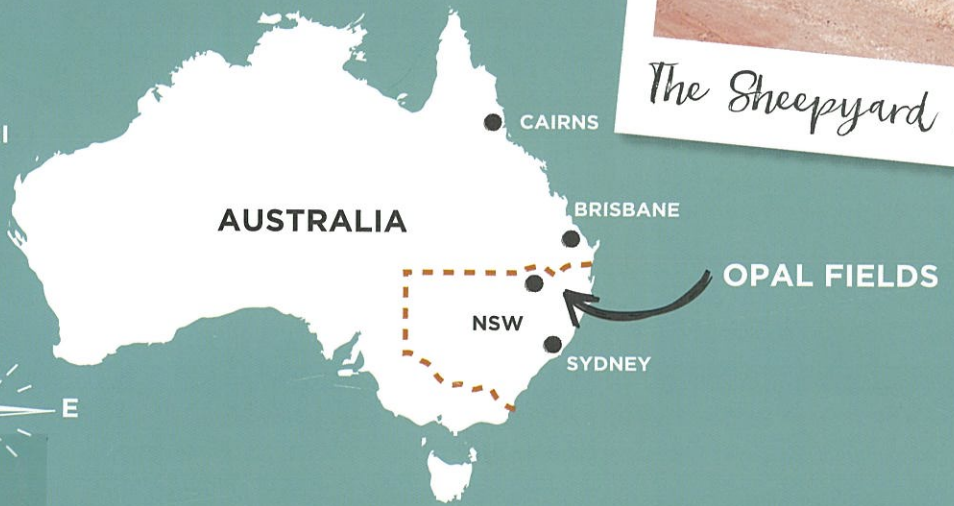 The Sheepyard
CAIRNS
BRISBANE
AUSTRALIA
OPAL FIELDS
NSW
SYDNEY
E